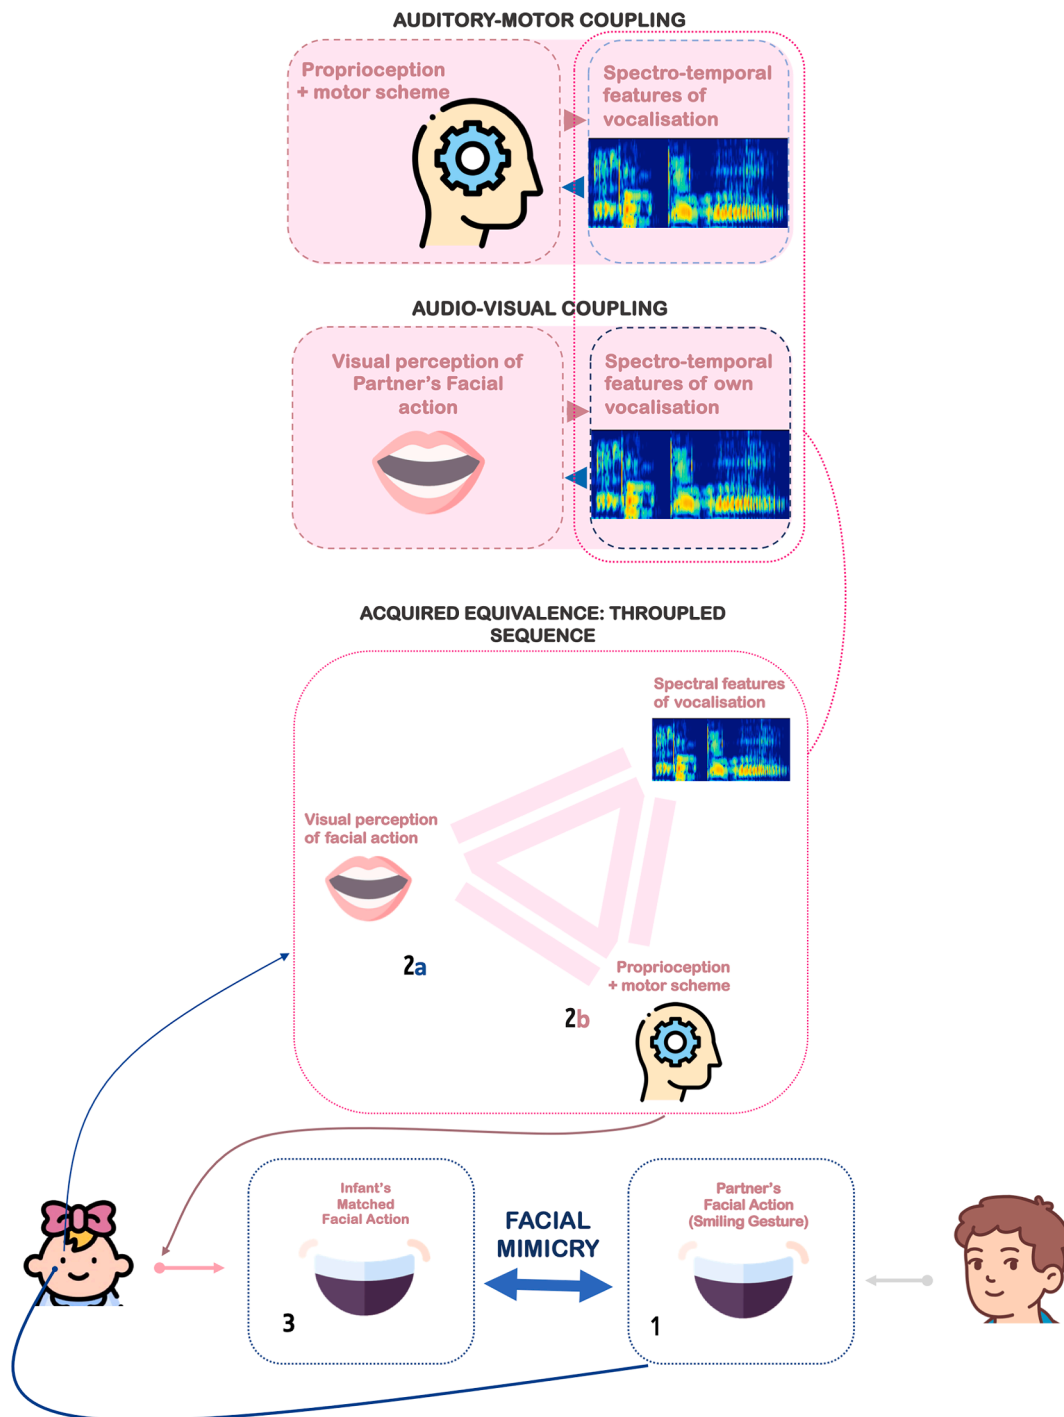 AUDITORY-MOTOR COUPLING
Proprioception
+ motor scheme
Spectro-temporal
features of
vocalisation
AUDIO-VISUAL COUPLING
Visual perception of
Partner's Facial
action
Spectro-temporal
features of own
vocalisation
ACQUIRED EQUIVALENCE: THROUPLED
SEQUENCE
Spectral features
of vocalisation
Visual perception
of facial action
2a
Proprioception
+ motor scheme
2b
Infant's
Matched
Facial Action
3
FACIAL
MIMICRY
Partner's
Facial Action
(Smiling Gesture)
1